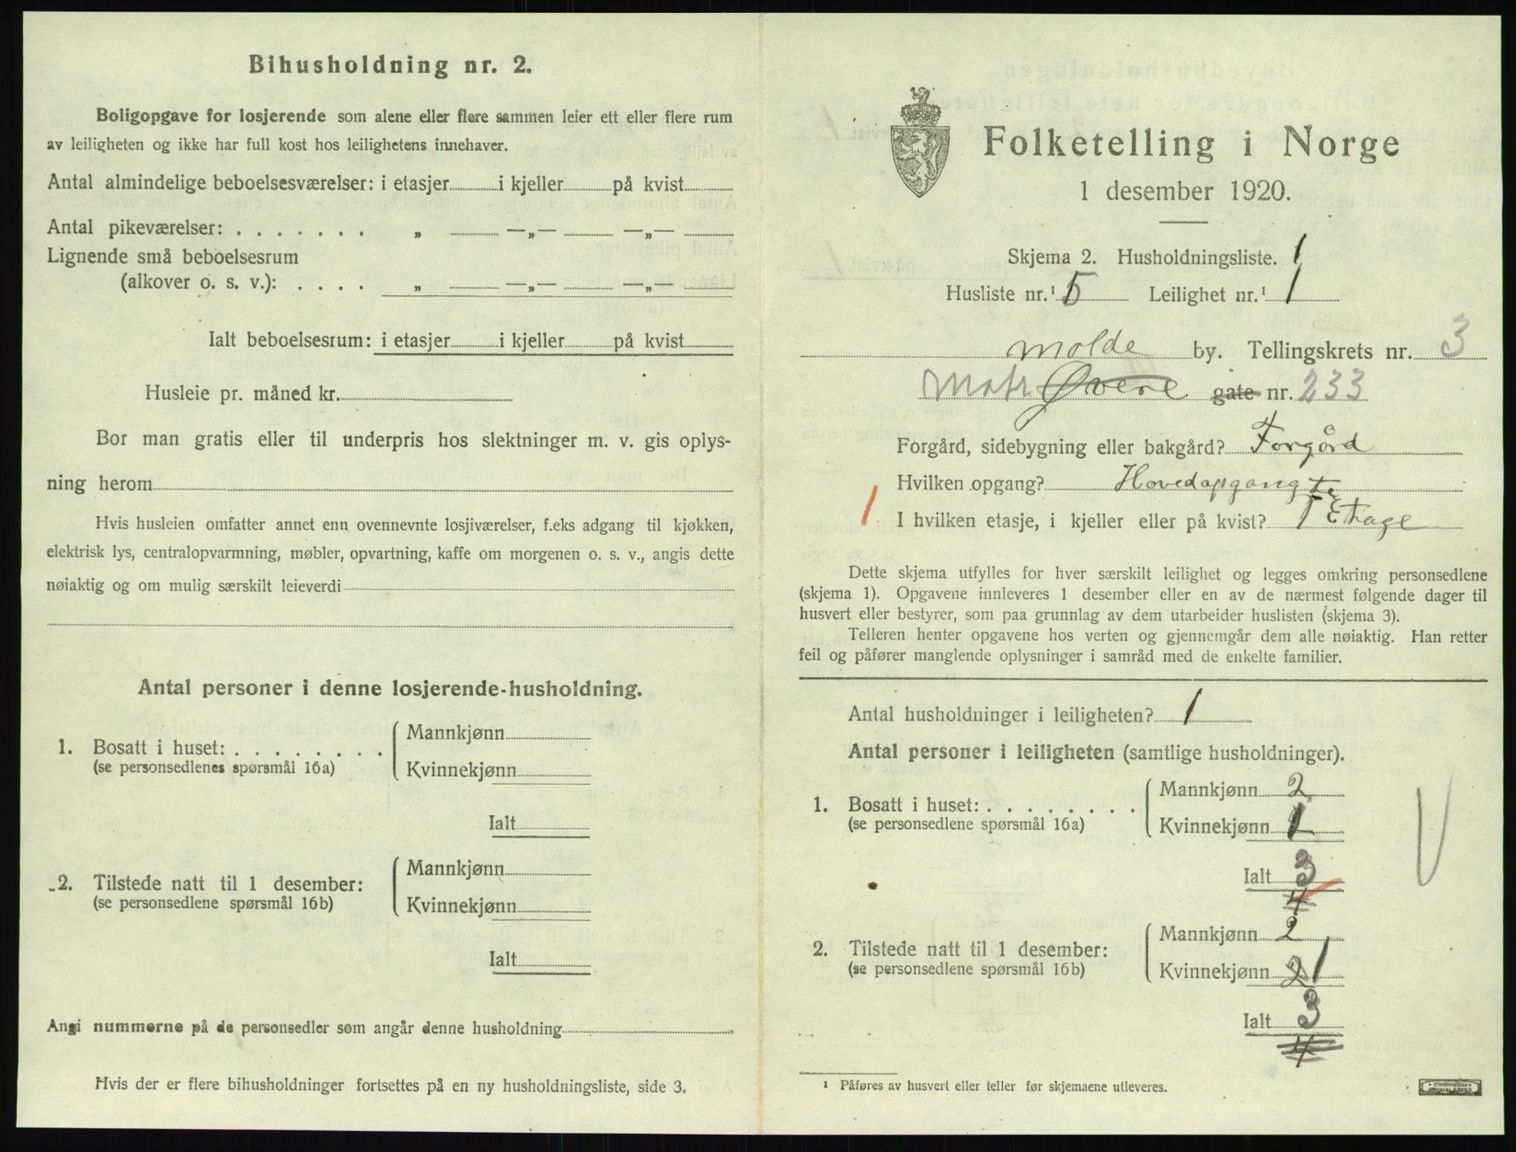 Bihusholdning nr. 2.
Boligopgave for losjerende som alene eller flere sammen leier ett eller flere rum
av leiligheten og ikke har full kost hos leilighetens innehaver.
Antal almindelige beboelsesværelser: i etasjer i kjeller på kvist
Antal pikeværelser: . . . . . . . „ —„— —„—
Lignende små beboelsesrum
(alkover o. s. v.): . . . . „ —„— —„—
Ialt beboelsesrum: i etasjer i kjeller på kvist
Husleie pr. måned kr.
Bor man gratis eller til underpris hos slektninger m. v. gis oplys-
ning herom
Hvis husleien omfatter annet enn ovennevnte losjiværelser, f.eks adgang til kjøkken,
elektrisk lys, centralopvarmning, møbler, opvartning, kaffe om morgenen o. s. v., angis dette
nøiaktig og om mulig særskilt leieverdi
Antal personer i denne losjerende-husholdning.
1. Bosatt i huset: . . . . . . . .
(se personsedlenes spørsmål 16a)
Mannkjønn
Kvinnekjønn
Ialt
2. Tilstede natt til 1 desember:
(se personsedlene spørsmål 16b)
Mannkjønn
Kvinnekjønn
Ialt
Angi nummerne på de personsedler som angår denne husholdning
Hvis der er flere bihusholdninger fortsettes på en ny husholdningsliste, side 3.
Folketelling i Norge
1 desember 1920.
Skjema 2. Husholdningsliste. 1
Husliste nr.¹ 5 Leilighet nr.¹ 1
Molde by. Tellingskrets nr. 3
Matr. Øvere gate nr. 233
Forgård, sidebygning eller bakgård? Forgård
Hvilken opgang? Hovedopgang
1. I hvilken etasje, i kjeller eller på kvist? 1 Etage
Dette skjema utfylles for hver særskilt leilighet og legges omkring personsedlene
(skjema 1). Opgavene innleveres 1 desember eller en av de nærmest følgende dager til
husvert eller bestyrer, som paa grunnlag av dem utarbeider huslisten (skjema 3).
Telleren henter opgavene hos verten og gjennemgår dem alle nøiaktig. Han retter
feil og påfører manglende oplysninger i samråd med de enkelte familier.
Antal husholdninger i leiligheten? 1
Antal personer i leiligheten (samtlige husholdninger).
1. Bosatt i huset: . . . . . . . .
(se personsedlene spørsmål 16a)
Mannkjønn 2
Kvinnekjønn 1
Ialt 3
4
2. Tilstede natt til 1 desember:
(se personsedlene spørsmål 16b)
Mannkjønn 2
Kvinnekjønn 2 1
Ialt 3
4
¹ Påføres av husvert eller teller før skjemaene utleveres.